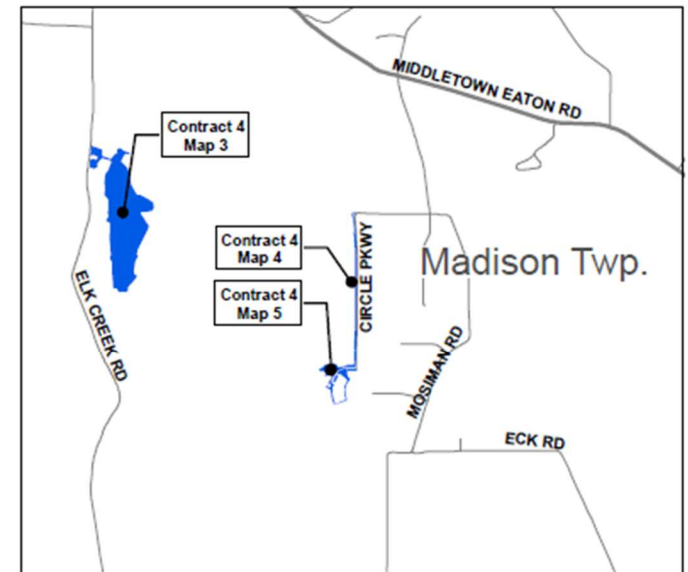 MIDDLETOWN EATON RD
Contract 4
Map 3
Contract 4
Map 4
CIRCLE PKWY
Madison Twp.
Contract 4
Map 5
ELK CREEK RD
MOSIMAN RD
ECK RD